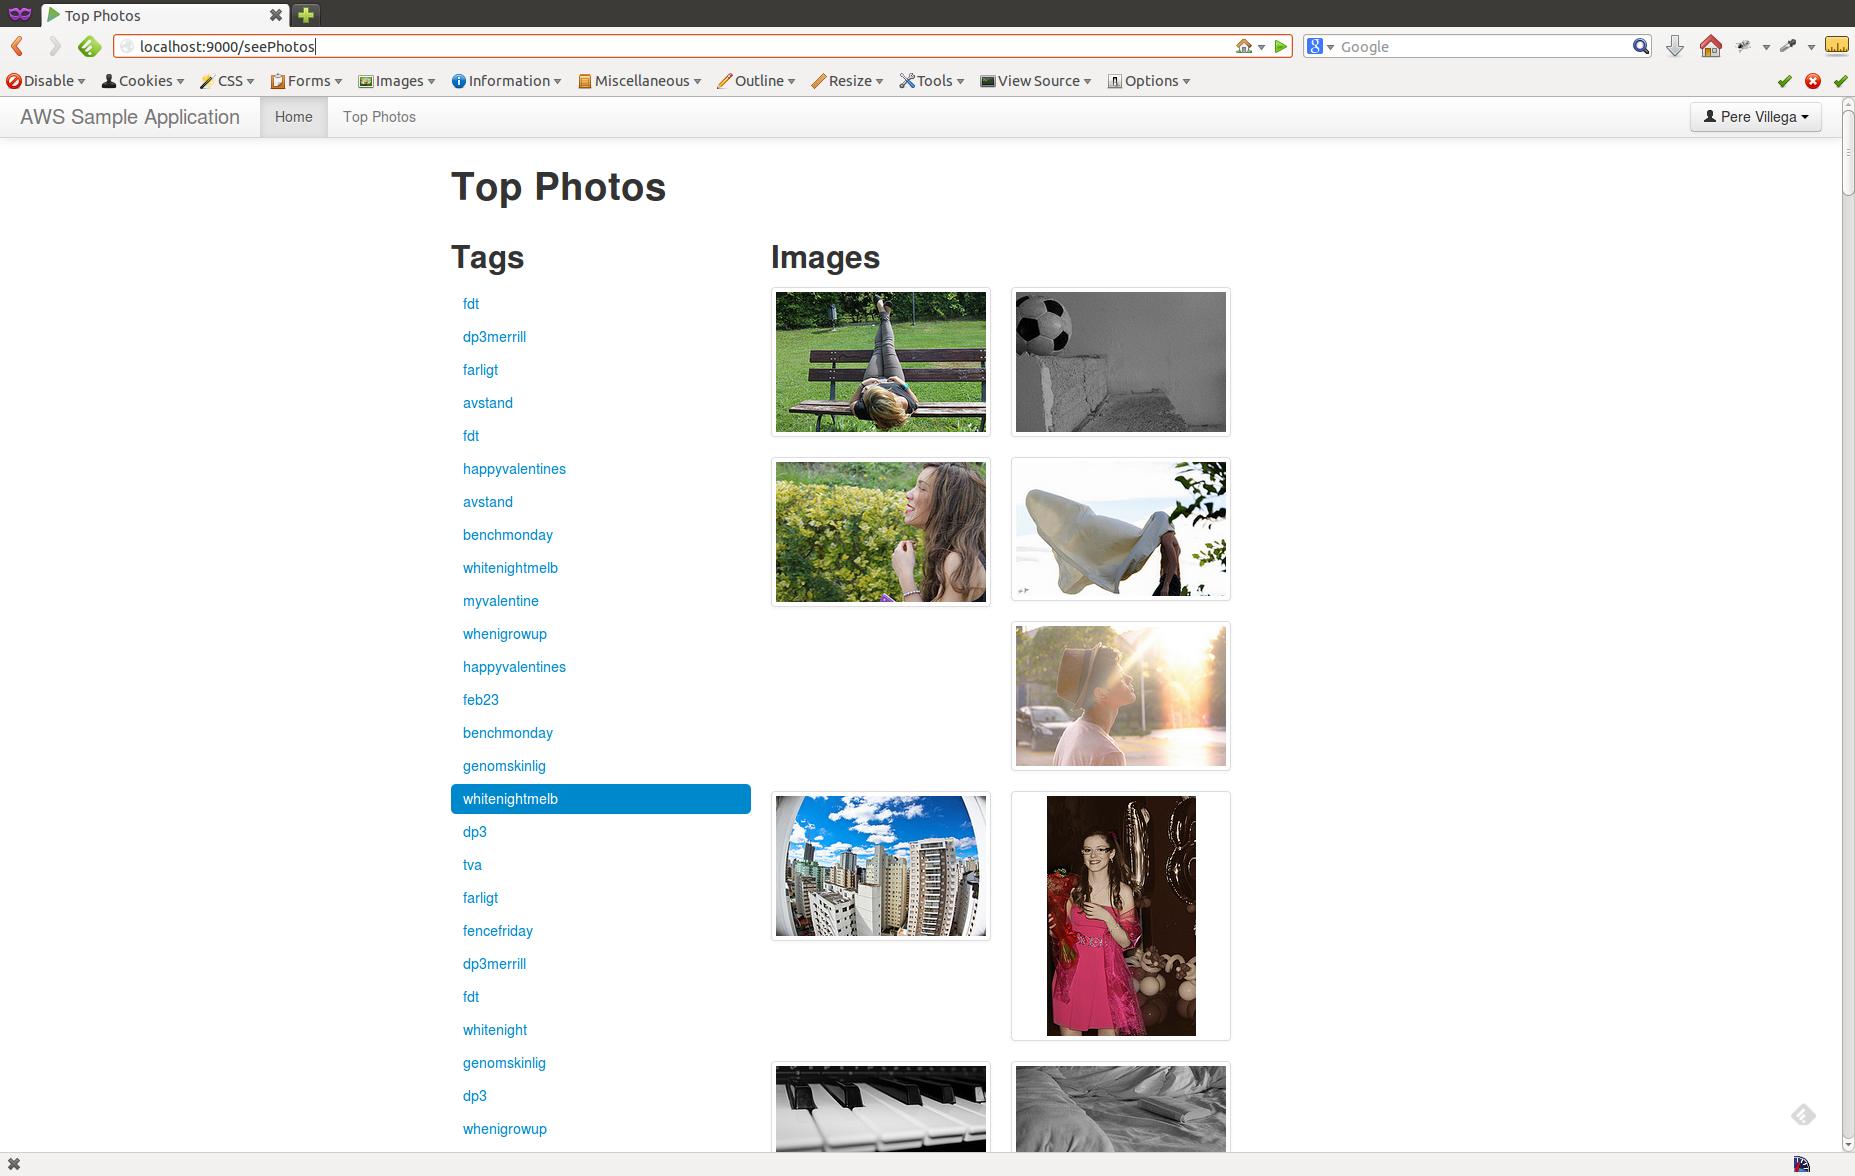 Top Photos
localhost:9000/seePhotos
Google
Disable Cookies CSS Forms Images Information Miscellaneous Outline Resize Tools View Source Options
AWS Sample Application Home Top Photos Pere Villega
Top Photos
Tags
fdt
dp3merrill
farligt
avstand
fdt
happyvalentines
avstand
benchmonday
whitenightmelb
myvalentine
whenigrowup
happyvalentines
feb23
benchmonday
genomskinlig
whitenightmelb
dp3
tva
farligt
fencefriday
dp3merrill
fdt
whitenight
genomskinlig
dp3
whenigrowup
Images
18